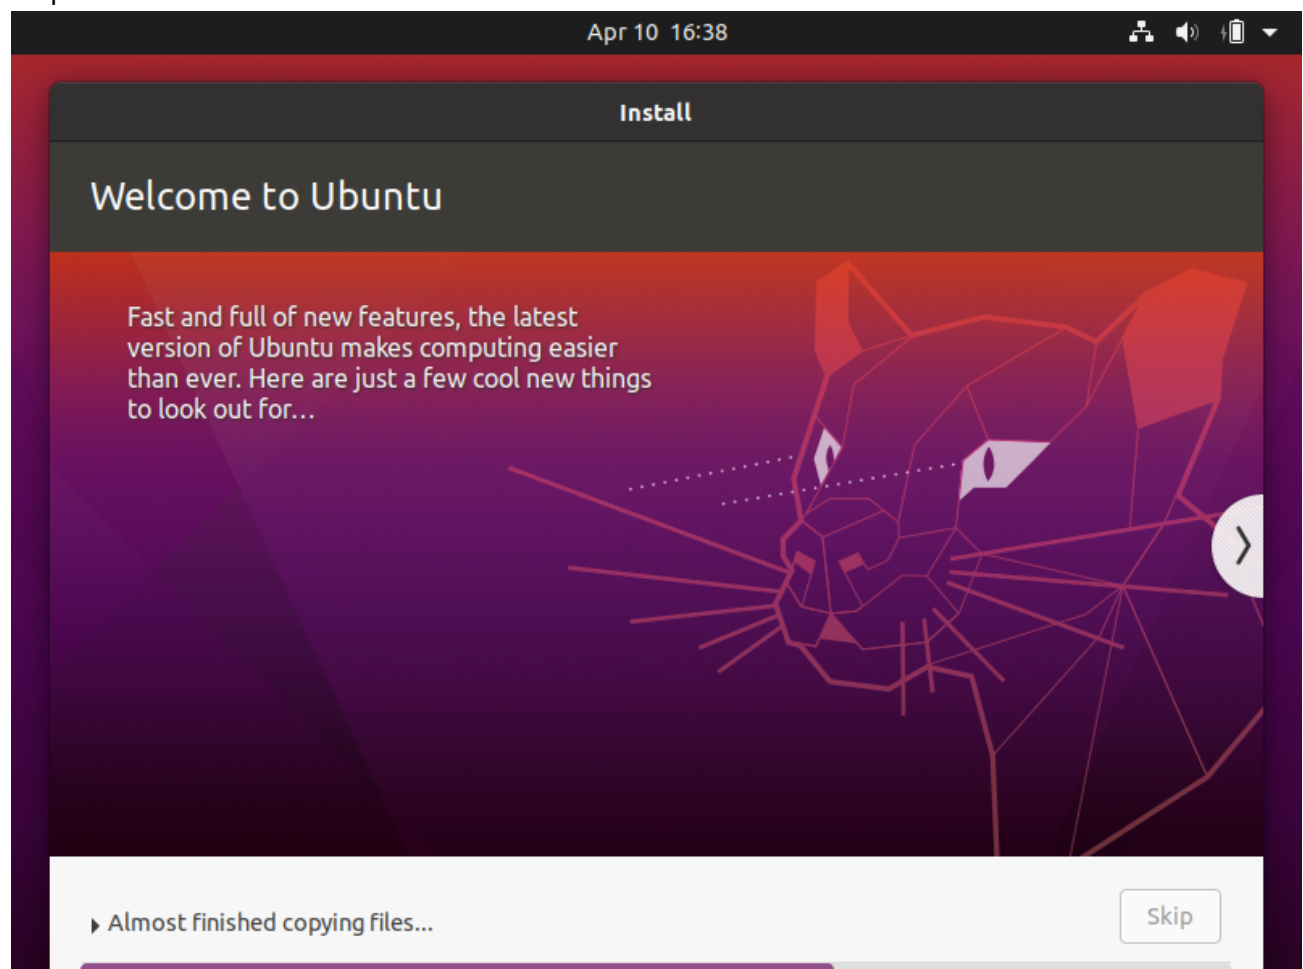 Apr 10 16:38
Install
Welcome to Ubuntu
Fast and full of new features, the latest
version of Ubuntu makes computing easier
than ever. Here are just a few cool new things
to look out for…
Almost finished copying files...
Skip